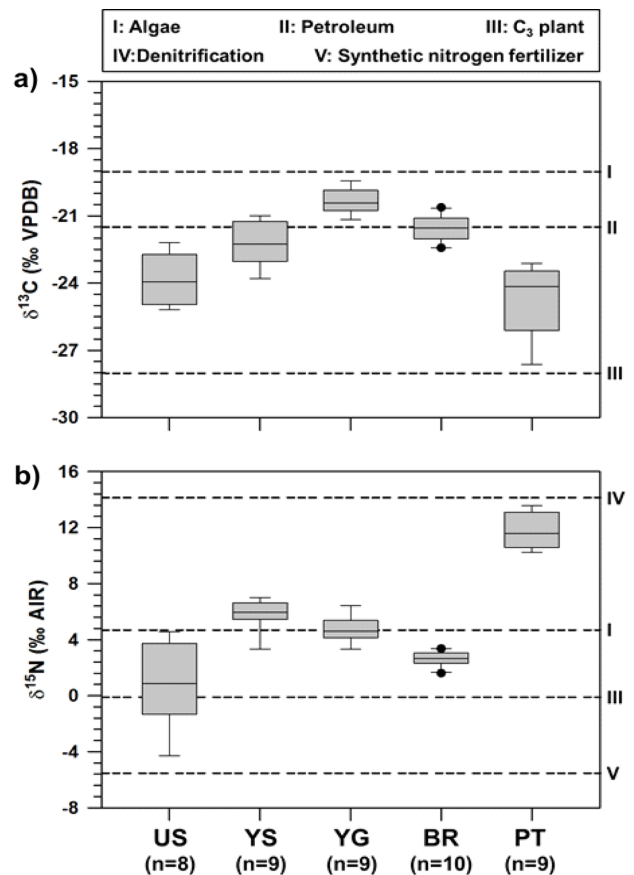 I: Algae II: Petroleum III: C₃ plant
IV:Denitrification V: Synthetic nitrogen fertilizer
a)
-15
-18
-21
-24
-27
-30
δ¹³C (‰ VPDB)
I
II
III
b)
16
12
8
4
0
-4
-8
δ¹⁵N (‰ AIR)
IV
I
III
V
US YS YG BR PT
(n=8) (n=9) (n=9) (n=10) (n=9)